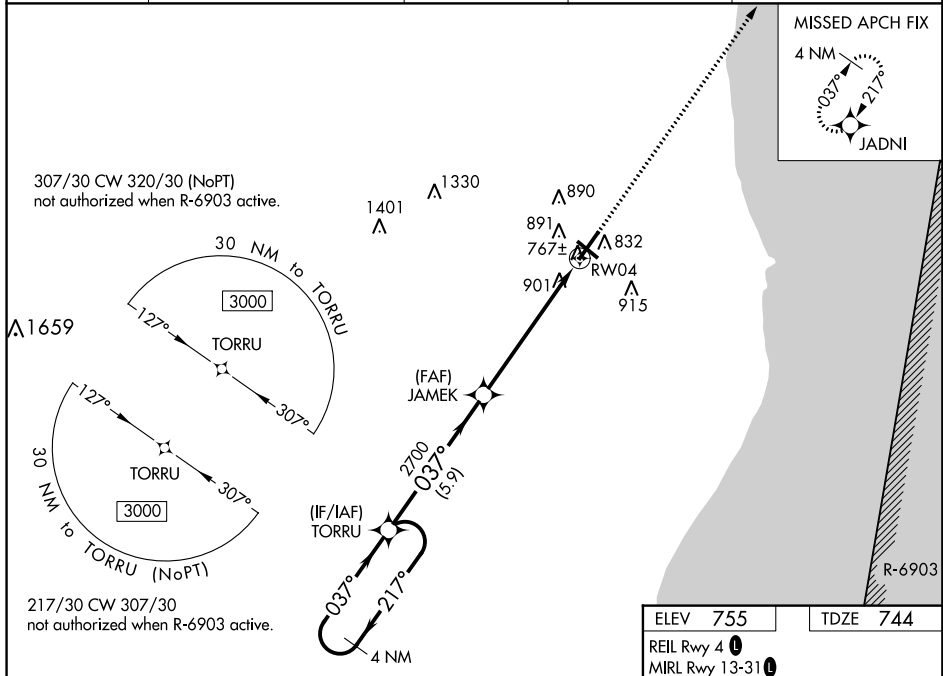 MISSED APCH FIX
4 NM
037°
217°
JADNI
307/30 CW 320/30 (NoPT)
not authorized when R-6903 active.
1330
890
1401
891
767±
832
RW04
901
915
30 NM to TORRU
3000
127°
TORRU
307°
1659
(FAF)
JAMEK
127°
TORRU
307°
3000
30 NM to TORRU (NoPT)
2700
037°
(5.9)
(IF/IAF)
TORRU
037°
217°
4 NM
217/30 CW 307/30
not authorized when R-6903 active.
R-6903
ELEV 755
TDZE 744
REIL Rwy 4 L
MIRL Rwy 13-31 L